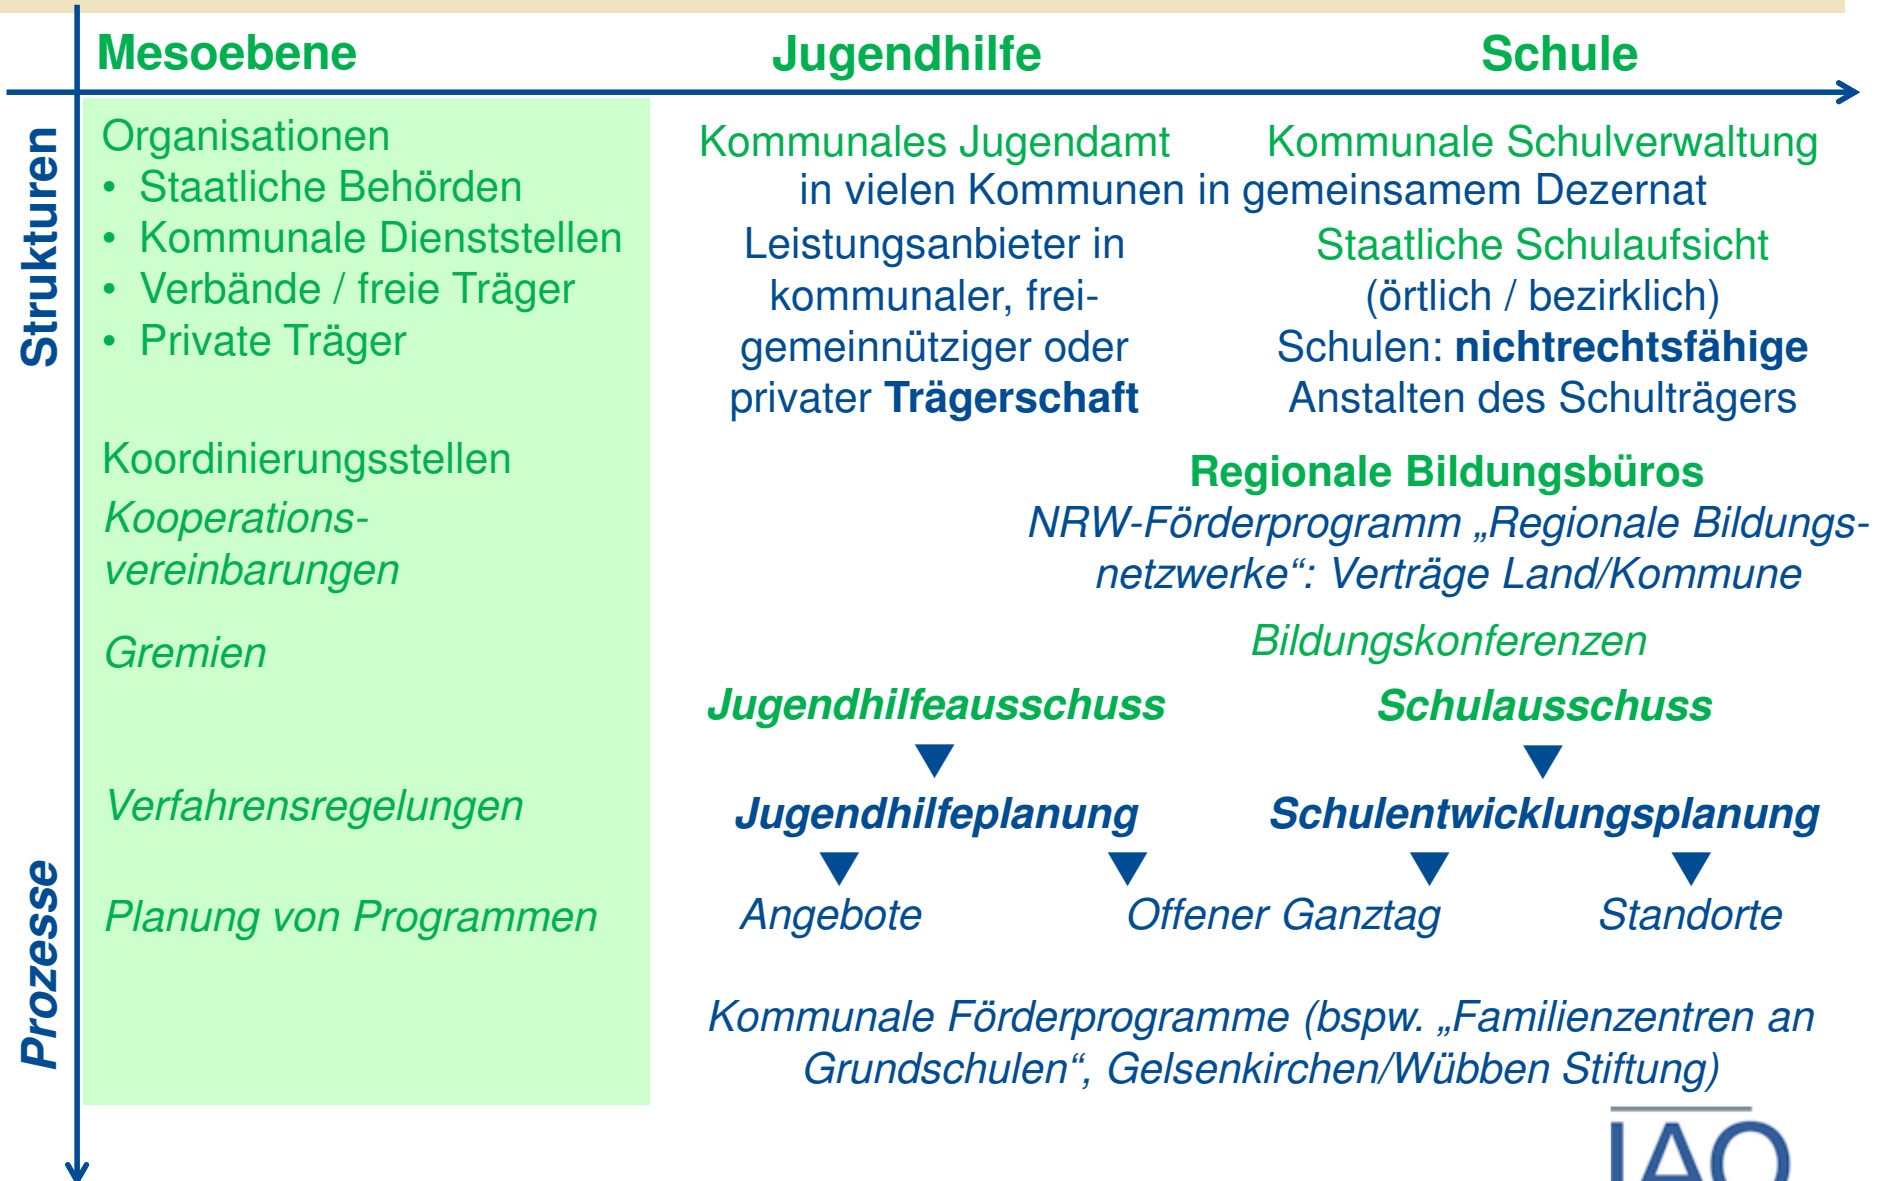 Mesoebene
Jugendhilfe
Schule
Strukturen
Organisationen
• Staatliche Behörden
• Kommunale Dienststellen
• Verbände / freie Träger
• Private Träger
Kommunales Jugendamt
Kommunale Schulverwaltung
in vielen Kommunen in gemeinsamem Dezernat
Leistungsanbieter in
kommunaler, frei-
gemeinnütziger oder
privater Trägerschaft
Staatliche Schulaufsicht
(örtlich / bezirklich)
Schulen: nichtrechtsfähige
Anstalten des Schulträgers
Koordinierungsstellen
Regionale Bildungsbüros
Kooperations-
vereinbarungen
NRW-Förderprogramm „Regionale Bildungs-
netzwerke“: Verträge Land/Kommune
Gremien
Bildungskonferenzen
Jugendhilfeausschuss
Schulausschuss
Verfahrensregelungen
Jugendhilfeplanung
Schulentwicklungsplanung
Prozesse
Planung von Programmen
Angebote
Offener Ganztag
Standorte
Kommunale Förderprogramme (bspw. „Familienzentren an
Grundschulen“, Gelsenkirchen/Wübben Stiftung)
IAQ